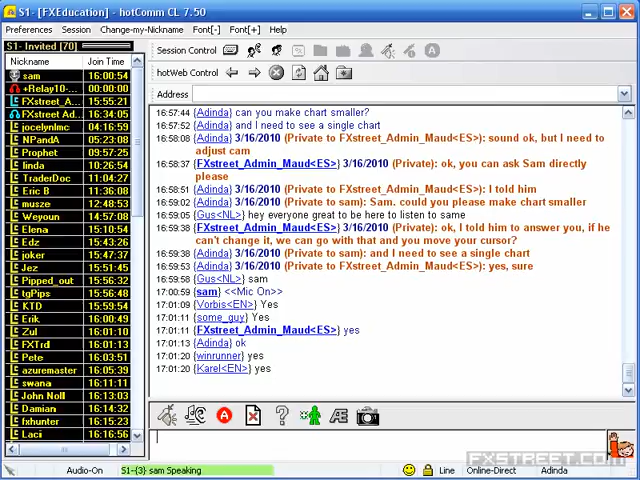 S1- [FXEducation] - hotComm CL 7.50
Preferences Session Change-my-Nickname Font[-] Font[+] Help
S1- Invited [70]
Nickname Join Time
sam 16:00:54
+Relay10-... 00:00:00
FXstreet_A... 15:55:21
FXstreet Ad... 16:34:05
jocelynlmc 04:16:59
NPandA 09:23:06
Prophet 09:57:25
linda 10:26:54
TraderDoc 11:04:27
Eric B 11:36:08
musze 12:48:53
Weyoun 14:57:08
Elena 15:10:54
Edz 15:43:26
joker 15:47:37
Jez 15:51:45
Pipped_out 15:56:32
tgPips 15:56:48
KTD 15:59:54
Erik 16:00:49
Zul 16:01:10
FXTrd 16:01:13
Pete 16:03:51
azuremaster 16:05:39
swana 16:11:11
John Noll 16:13:03
Damian 16:14:32
fxhunter 16:15:23
Laci 16:16:56
Session Control
hotWeb Control
Address
16:57:44 {Adinda} can you make chart smaller?
16:57:52 {Adinda} and I need to see a single chart
16:58:08 {Adinda} 3/16/2010 (Private to FXstreet_Admin_Maud<ES>): sound ok, but I need to
adjust cam
16:58:37 {FXstreet_Admin_Maud<ES>} 3/16/2010 (Private): ok, you can ask Sam directly
please
16:58:51 {Adinda} 3/16/2010 (Private to FXstreet_Admin_Maud<ES>): I told him
16:59:01 {Adinda} 3/16/2010 (Private to sam): Sam. could you please make chart smaller
16:59:05 {Gus<NL>} hey everyone great to be here to listen to same
16:59:38 {FXstreet_Admin_Maud<ES>} 3/16/2010 (Private): ok, I told him to answer you, if he
can't change it, we can go with that and you move your cursor?
16:59:38 {Adinda} 3/16/2010 (Private to sam): and I need to see a single chart
16:59:53 {Adinda} 3/16/2010 (Private to FXstreet_Admin_Maud<ES>): yes, sure
16:59:58 {Gus<NL>} sam
17:00:59 {sam} <<Mic On>>
17:01:09 {Vorbis<EN>} Yes
17:01:11 {some_guy} Yes
17:01:11 {FXstreet_Admin_Maud<ES>} yes
17:01:13 {Adinda} ok
17:01:20 {winrunner} yes
17:01:20 {Karel<EN>} yes
Audio-On S1-{3} sam Speaking Line Online-Direct Adinda
FXSTREET.COM